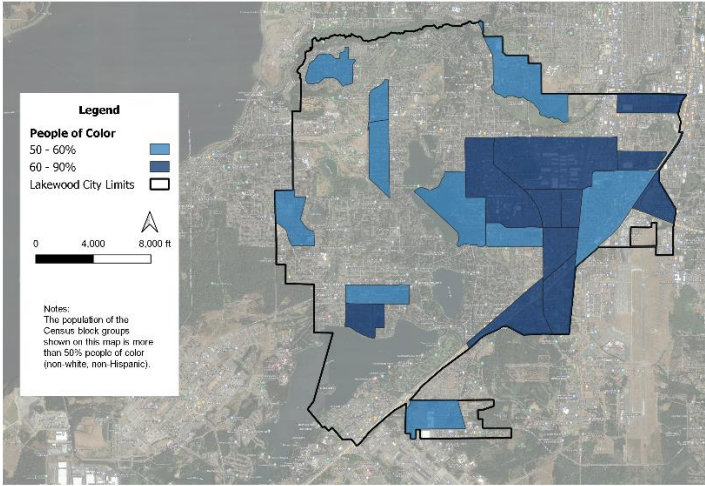 Legend
People of Color
50 - 60%
60 - 90%
Lakewood City Limits
0 4,000 8,000 ft
Notes:
The population of the
Census block groups
shown on this map is more
than 50% people of color
(non-white, non-Hispanic).